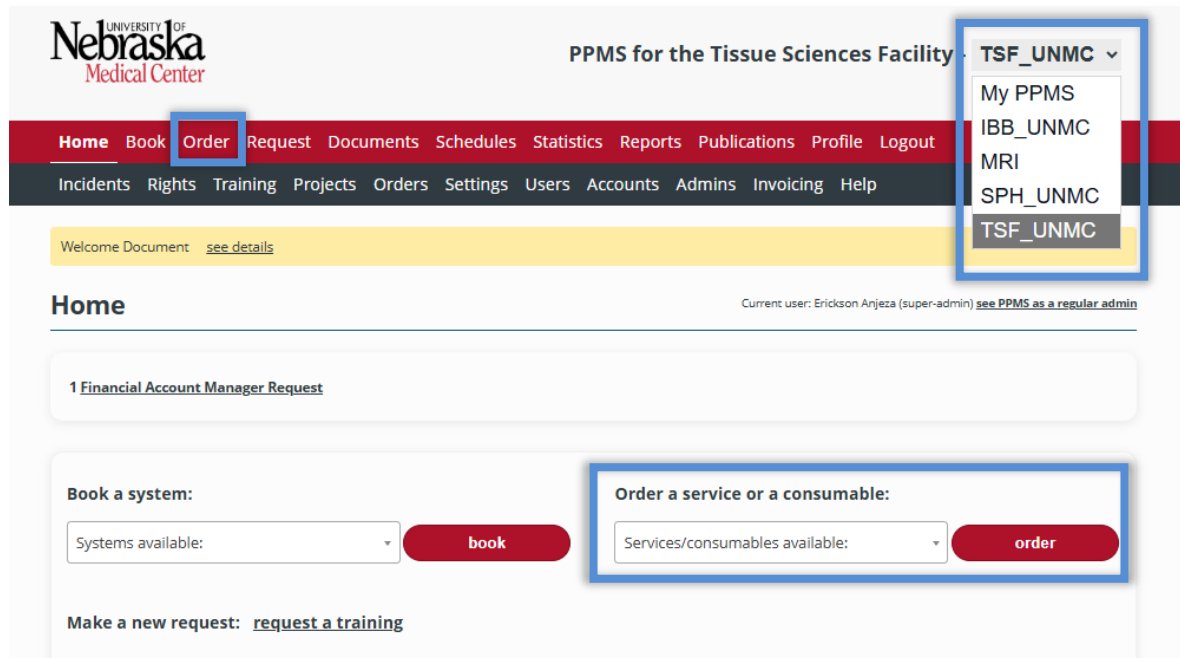 UNIVERSITY OF
Nebraska
Medical Center
PPMS for the Tissue Sciences Facility - TSF_UNMC
My PPMS
IBB_UNMC
MRI
SPH_UNMC
TSF_UNMC
Home Book Order Request Documents Schedules Statistics Reports Publications Profile Logout
Incidents Rights Training Projects Orders Settings Users Accounts Admins Invoicing Help
Welcome Document see details
Home
Current user: Erickson Anjeza (super-admin) see PPMS as a regular admin
1 Financial Account Manager Request
Book a system:
Systems available:
book
Order a service or a consumable:
Services/consumables available:
order
Make a new request: request a training